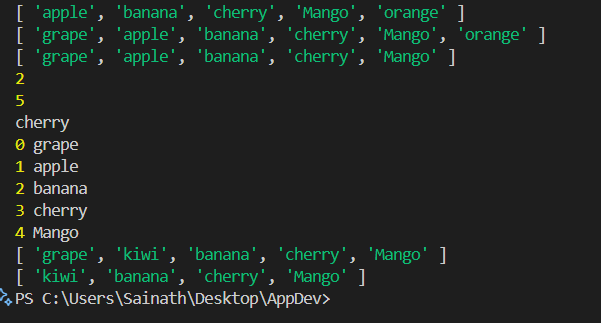 [ 'apple', 'banana', 'cherry', 'Mango', 'orange' ]
[ 'grape', 'apple', 'banana', 'cherry', 'Mango', 'orange' ]
[ 'grape', 'apple', 'banana', 'cherry', 'Mango' ]
2
5
cherry
0 grape
1 apple
2 banana
3 cherry
4 Mango
[ 'grape', 'kiwi', 'banana', 'cherry', 'Mango' ]
[ 'kiwi', 'banana', 'cherry', 'Mango' ]
PS C:\Users\Sainath\Desktop\AppDev>